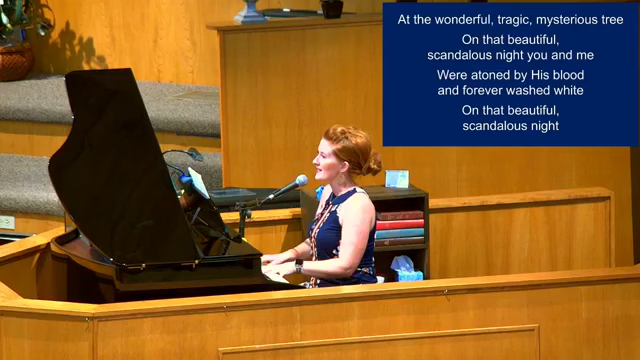 At the wonderful, tragic, mysterious tree
On that beautiful,
scandalous night you and me
Were atoned by His blood
and forever washed white
On that beautiful,
scandalous night